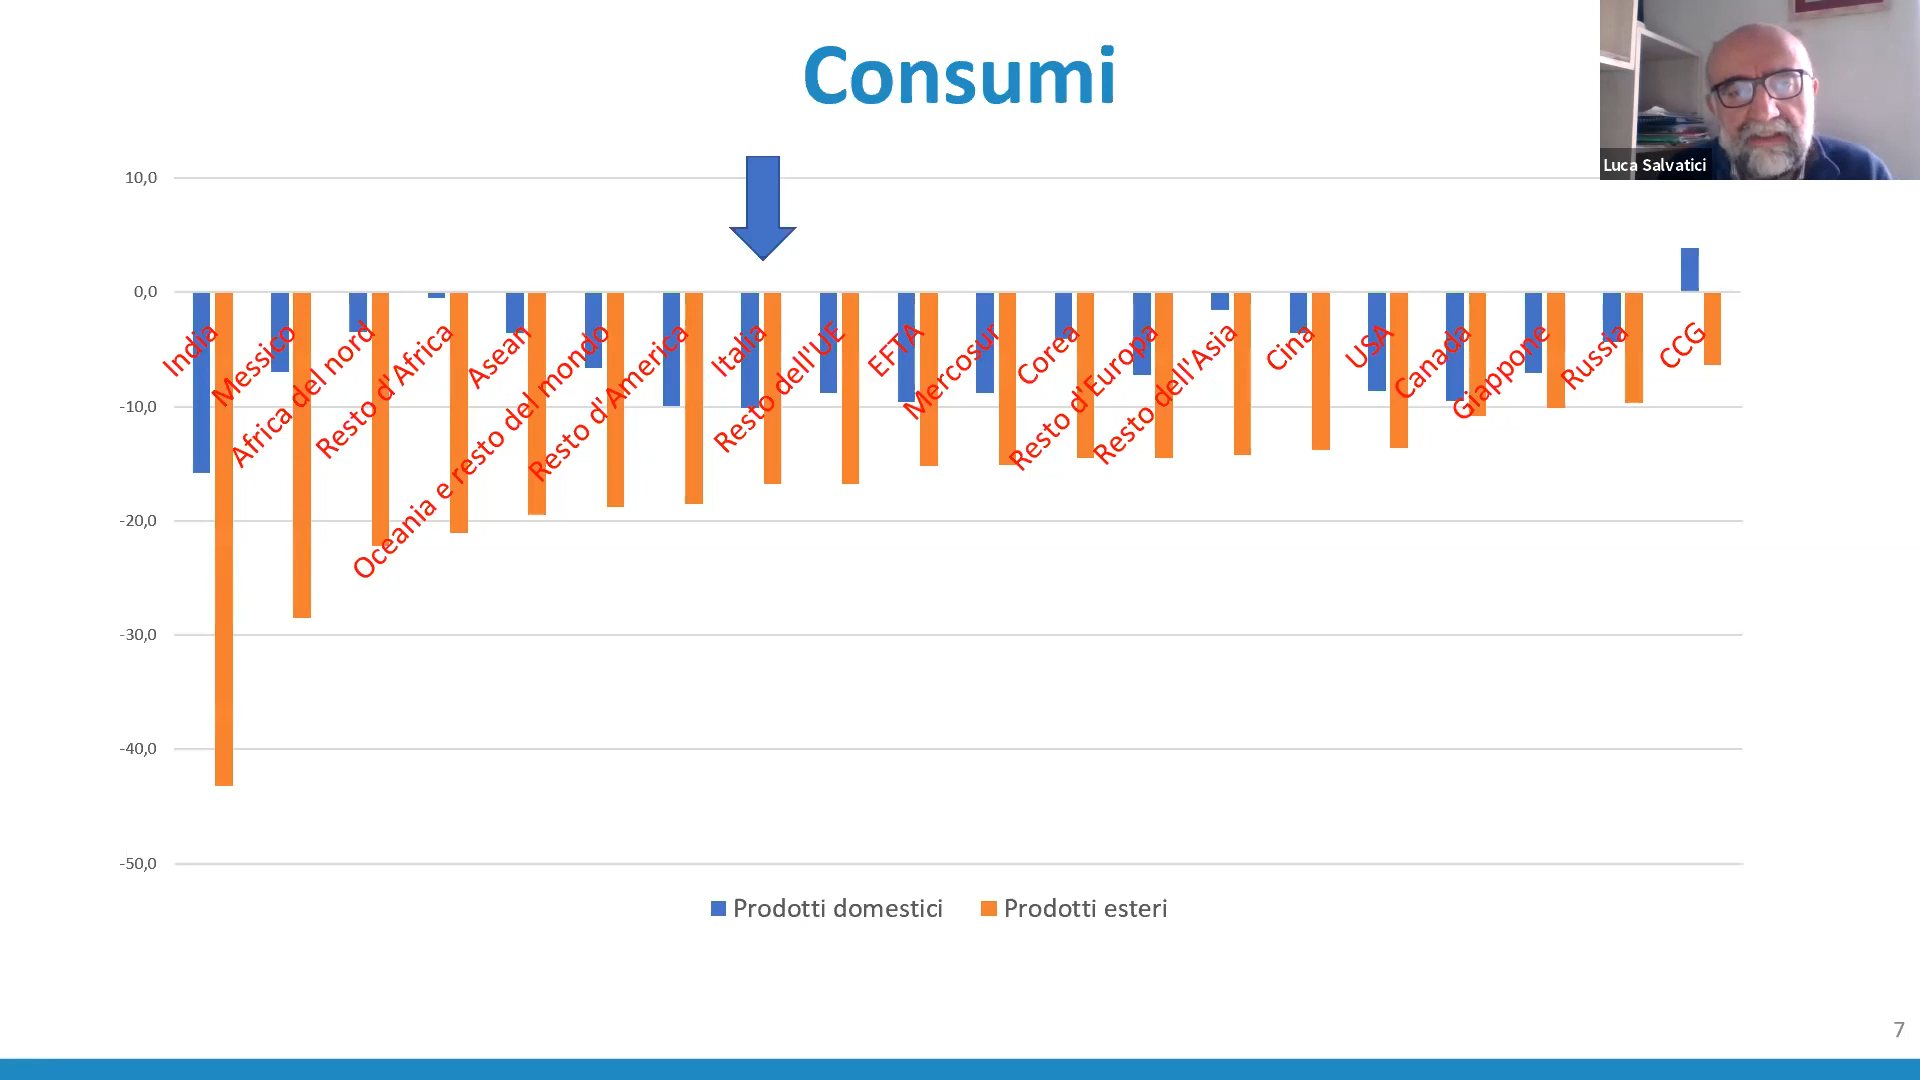 Consumi
Luca Salvatici
10,0
0,0
-10,0
-20,0
-30,0
-40,0
-50,0
India
Messico
Africa del nord
Resto d'Africa
Asean
Oceania e resto del mondo
Resto d'America
Italia
Resto dell'UE
EFTA
Mercosur
Corea
Resto d'Europa
Resto dell'Asia
Cina
USA
Canada
Giappone
Russia
CCG
Prodotti domestici
Prodotti esteri
7